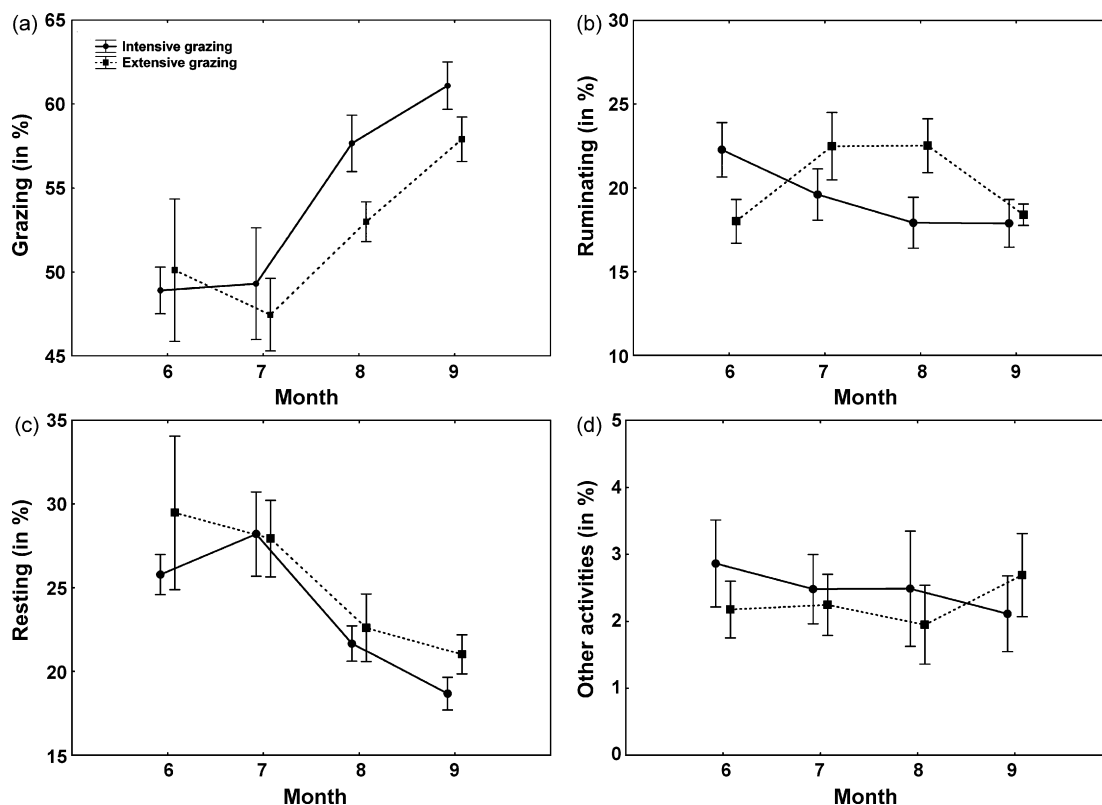 (a)
65
60
55
50
45
Grazing (in %)
Intensive grazing
Extensive grazing
6 7 8 9
Month
(b)
30
25
20
15
10
Ruminating (in %)
6 7 8 9
Month
(c)
35
30
25
20
15
Resting (in %)
6 7 8 9
Month
(d)
5
4
3
2
1
0
Other activities (in %)
6 7 8 9
Month